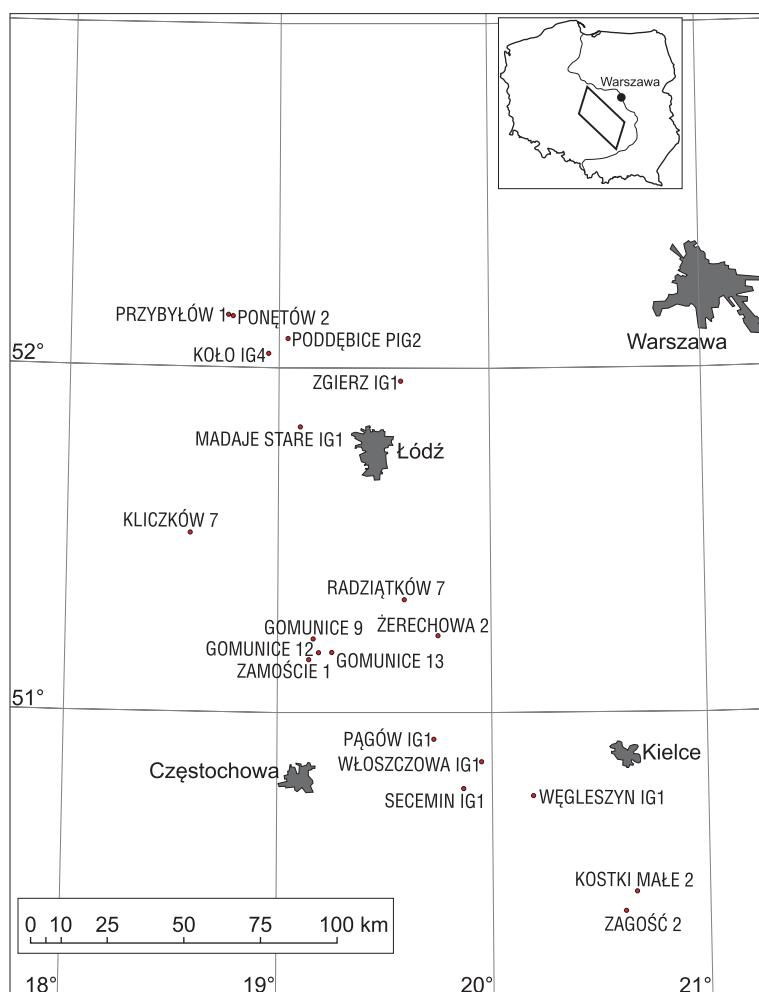 Warszawa
Warszawa
PRZYBYŁÓW 1
PONĘTÓW 2
PODDĘBICE PIG2
KOŁO IG4
52°
ZGIERZ IG1
MADAJE STARE IG1
Łódź
KLICZKÓW 7
RADZIĄTKÓW 7
ŻERECHOWA 2
GOMUNICE 9
GOMUNICE 12
GOMUNICE 13
ZAMOŚCIE 1
51°
PĄGÓW IG1
Kielce
WŁOSZCZOWA IG1
Częstochowa
SECEMIN IG1
WĘGLESZYN IG1
KOSTKI MAŁE 2
ZAGOŚĆ 2
0 10 25 50 75 100 km
18° 19° 20° 21°